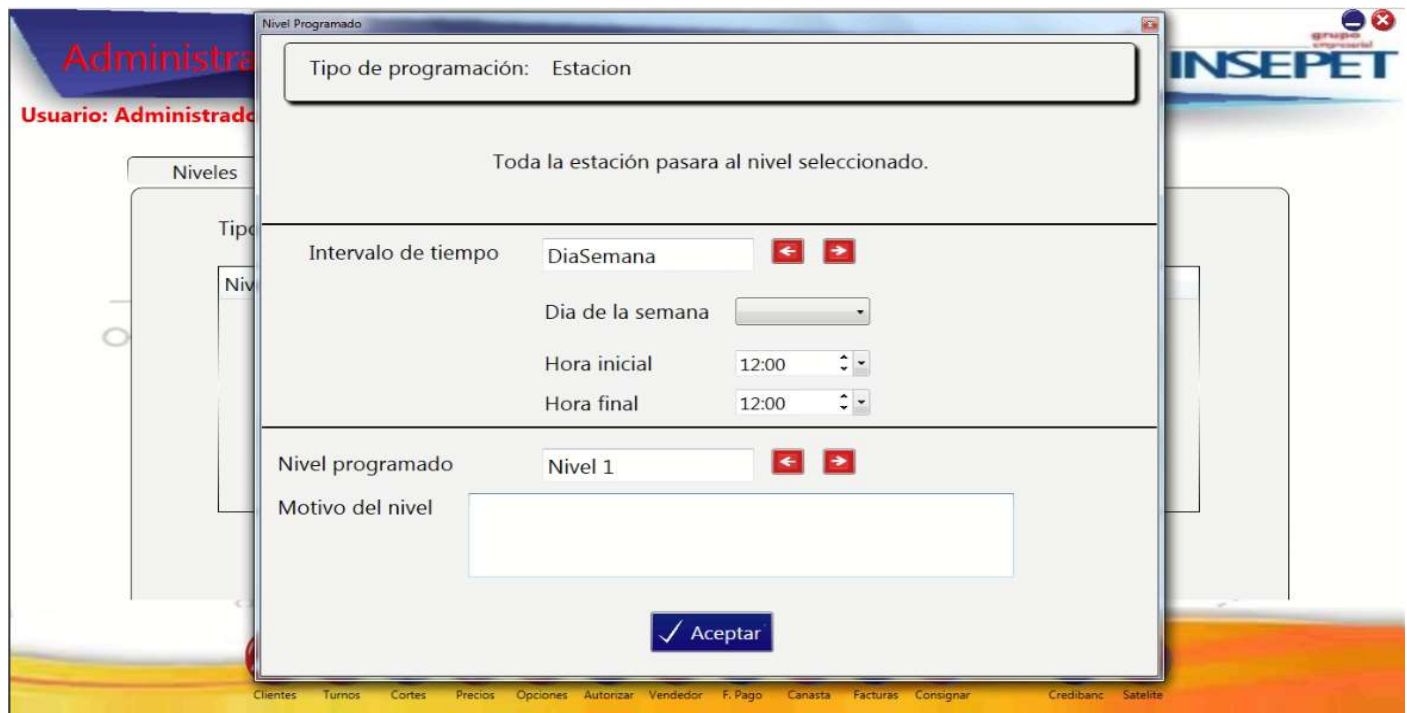 Nivel Programado
grupo
empresarial
INSEPET
Administra
Tipo de programación: Estacion
Usuario: Administrado
Toda la estación pasara al nivel seleccionado.
Niveles
Tipo
Intervalo de tiempo DiaSemana
Niv
Dia de la semana
Hora inicial 12:00
Hora final 12:00
Nivel programado Nivel 1
Motivo del nivel
Aceptar
Clientes Turnos Cortes Precios Opciones Autorizar Vendedor F. Pago Canasta Facturas Consignar Credibanc Satelite